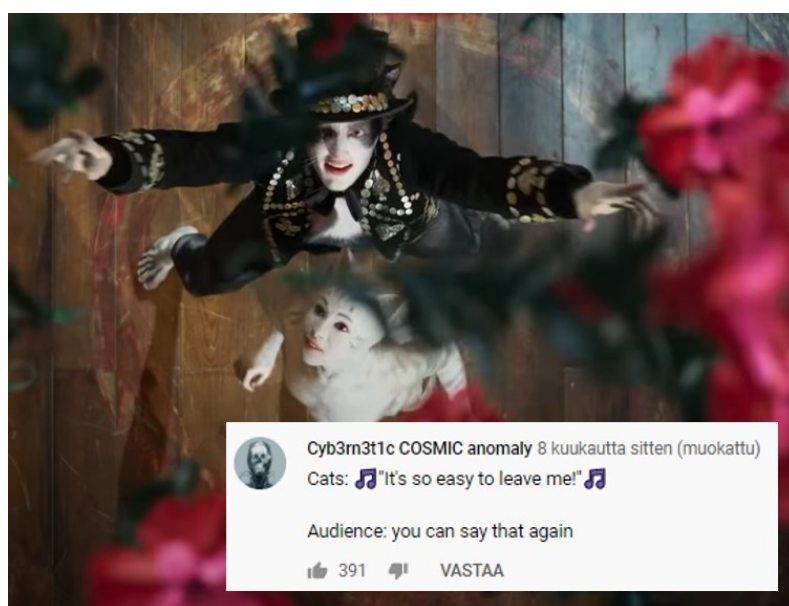 Cyb3rn3t1c COSMIC anomaly 8 kuukautta sitten (muokattu)
Cats: 🎵"It's so easy to leave me!"🎵
Audience: you can say that again
391 VASTAA